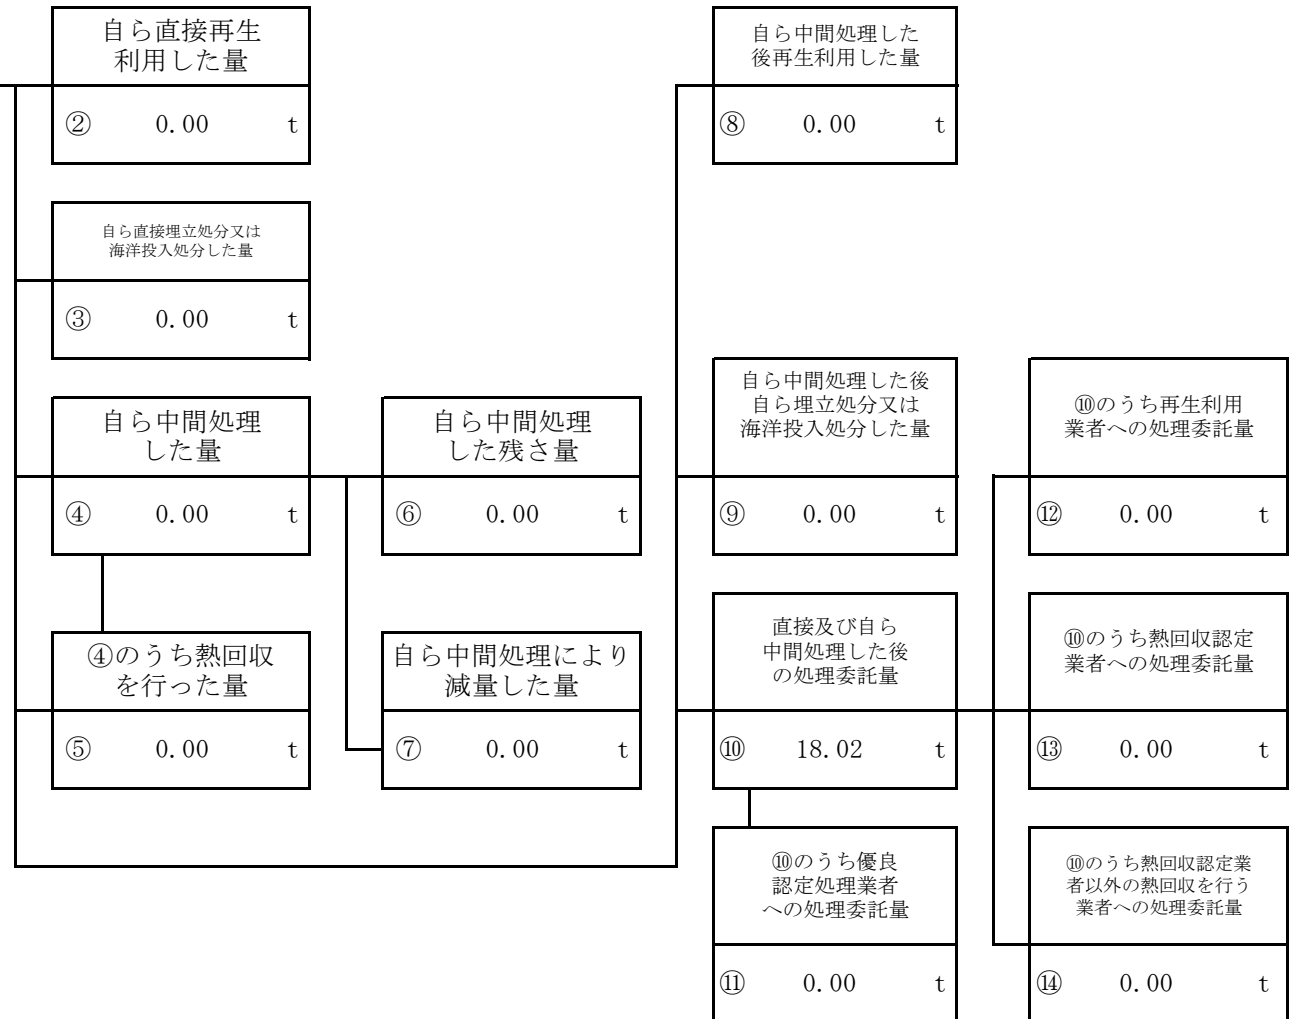 自ら直接再生
利用した量
② 0.00 t
自ら直接埋立処分又は
海洋投入処分した量
③ 0.00 t
自ら中間処理
した量
④ 0.00 t
④のうち熱回収
を行った量
⑤ 0.00 t
自ら中間処理
した残さ量
⑥ 0.00 t
自ら中間処理により
減量した量
⑦ 0.00 t
自ら中間処理した
後再生利用した量
⑧ 0.00 t
自ら中間処理した後
自ら埋立処分又は
海洋投入処分した量
⑨ 0.00 t
直接及び自ら
中間処理した後
の処理委託量
⑩ 18.02 t
⑩のうち優良
認定処理業者
への処理委託量
⑪ 0.00 t
⑩のうち再生利用
業者への処理委託量
⑫ 0.00 t
⑩のうち熱回収認定
業者への処理委託量
⑬ 0.00 t
⑩のうち熱回収認定業
者以外の熱回収を行う
業者への処理委託量
⑭ 0.00 t